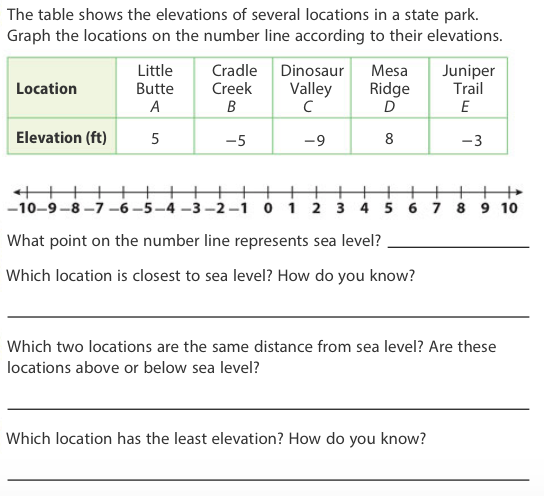 The table shows the elevations of several locations in a state park.
Graph the locations on the number line according to their elevations.
Location Little Butte A Cradle Creek B Dinosaur Valley C Mesa Ridge D Juniper Trail E
Elevation (ft) 5 −5 −9 8 −3
−10 −9 −8 −7 −6 −5 −4 −3 −2 −1 0 1 2 3 4 5 6 7 8 9 10
What point on the number line represents sea level?
Which location is closest to sea level? How do you know?
Which two locations are the same distance from sea level? Are these
locations above or below sea level?
Which location has the least elevation? How do you know?